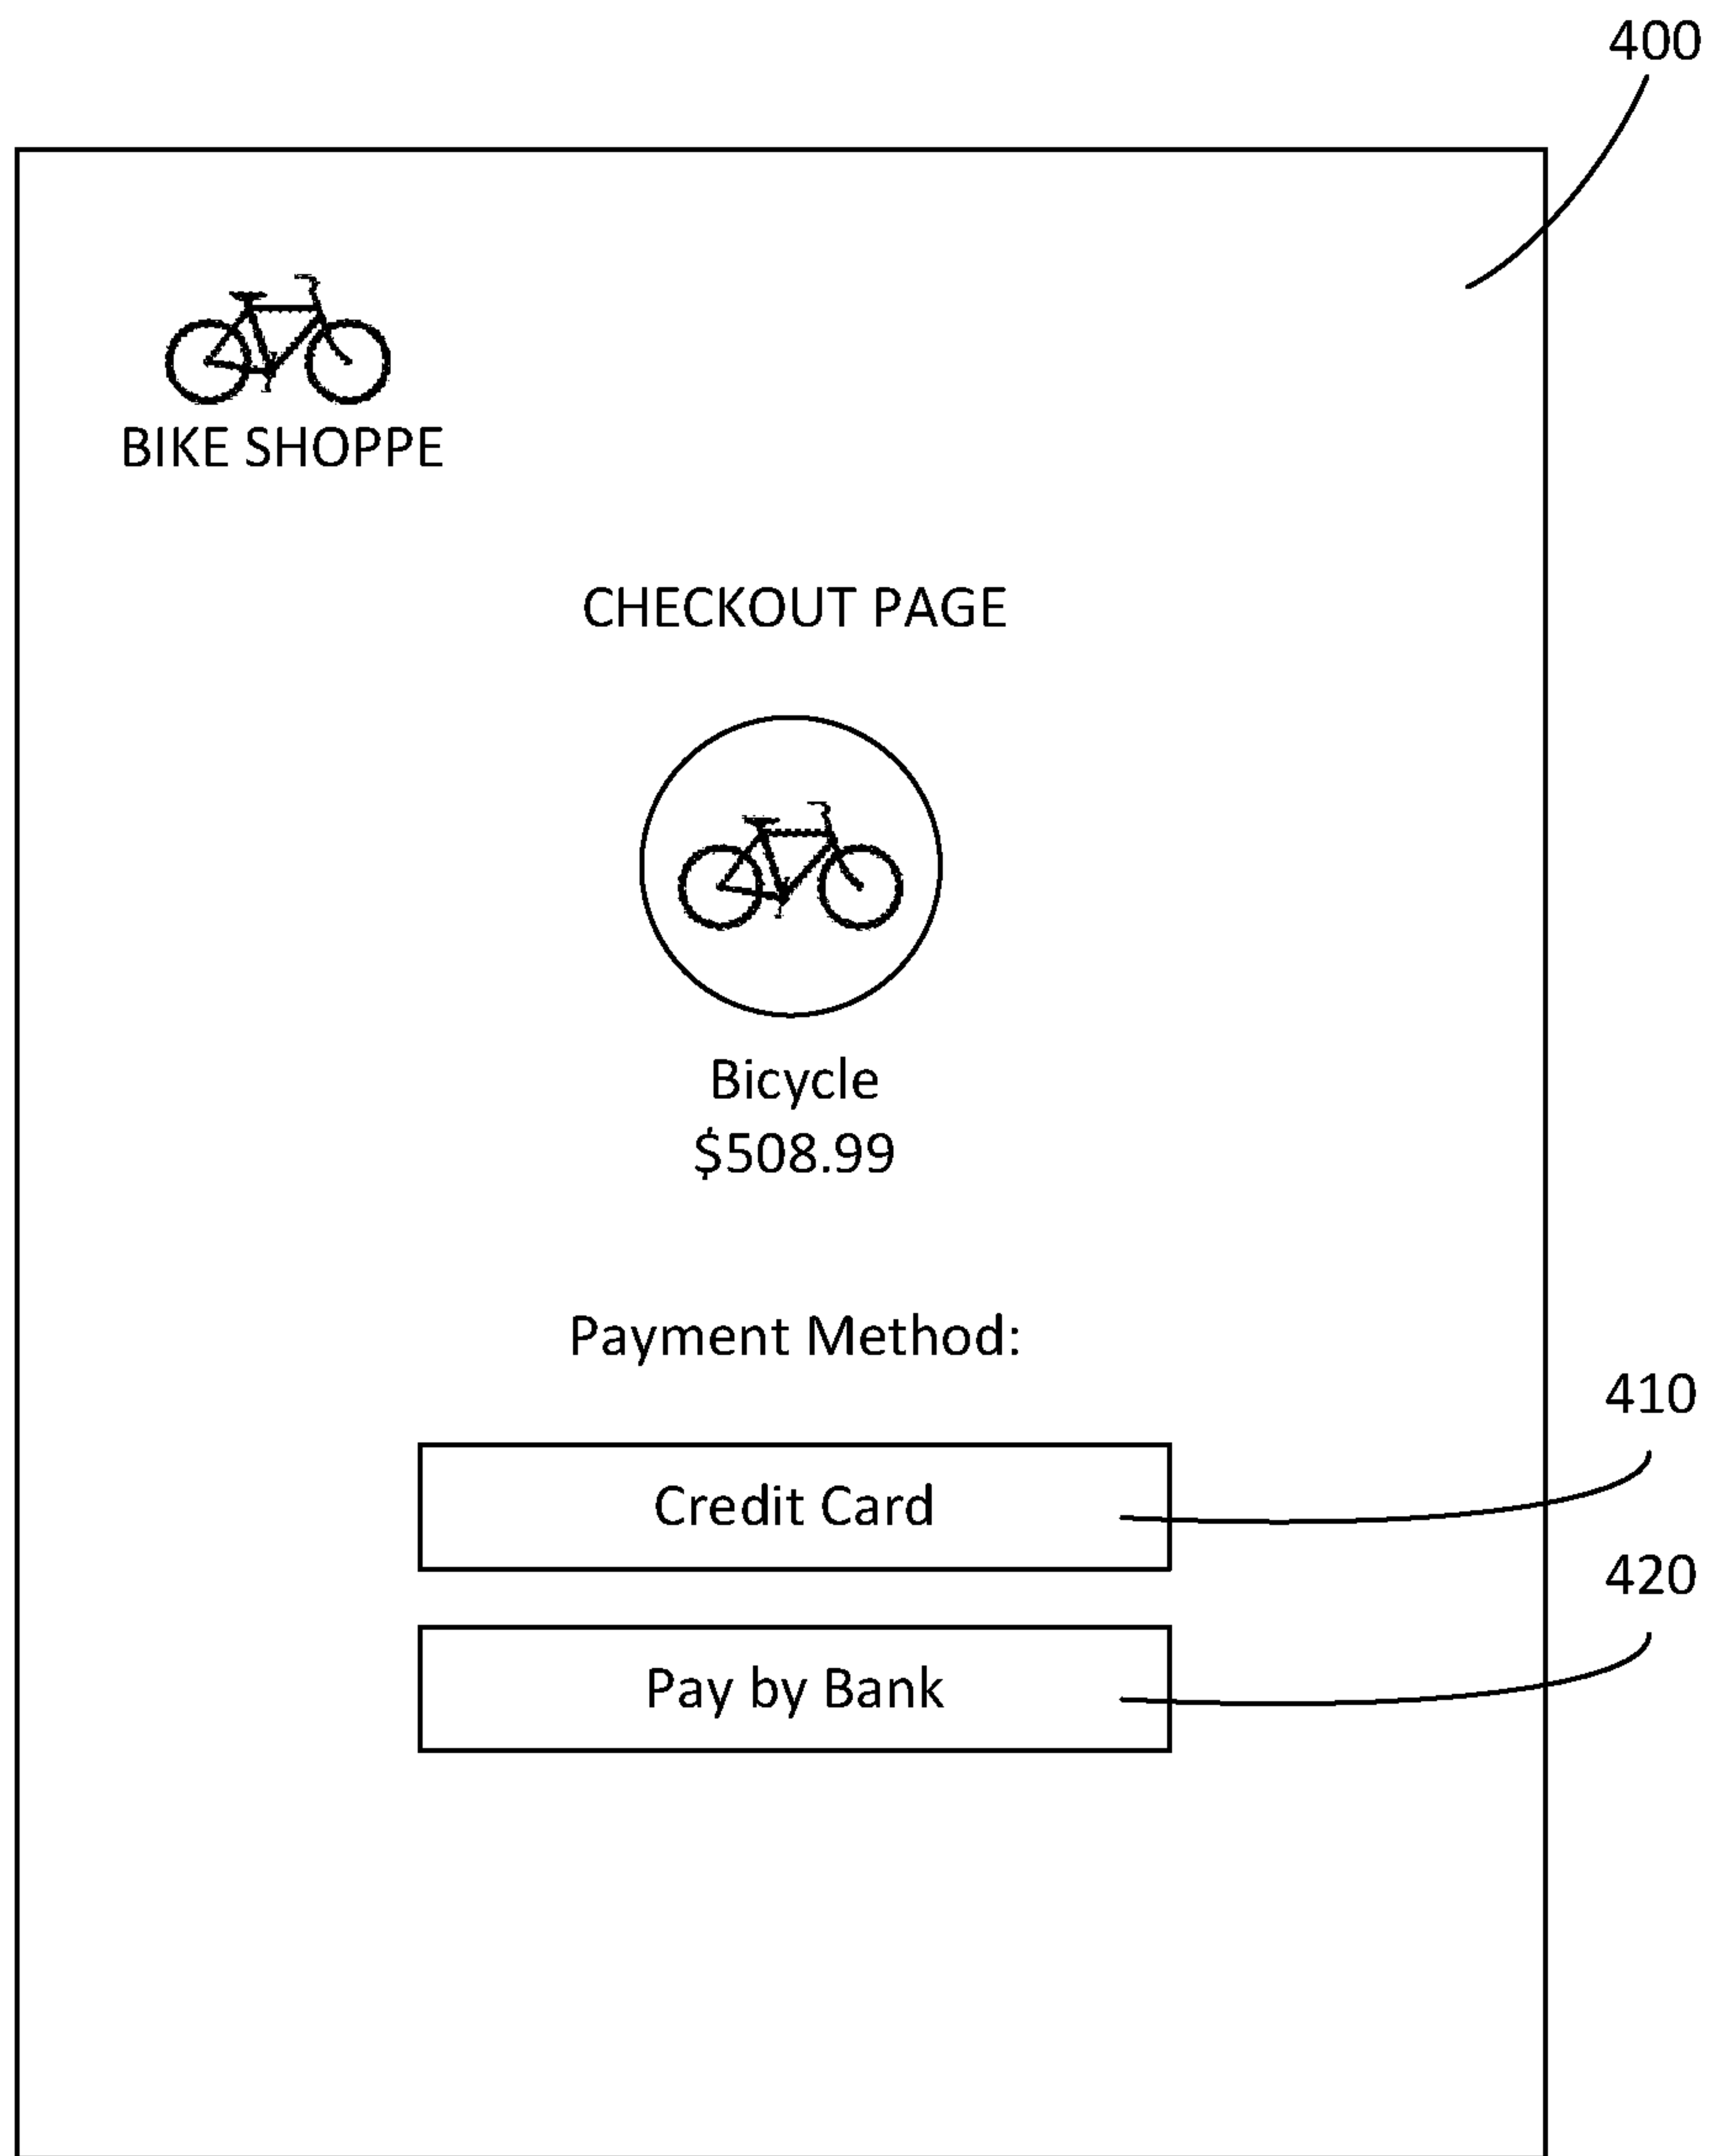 400
BIKE SHOPPE
CHECKOUT PAGE
Bicycle
$508.99
Payment Method:
410
Credit Card
420
Pay by Bank